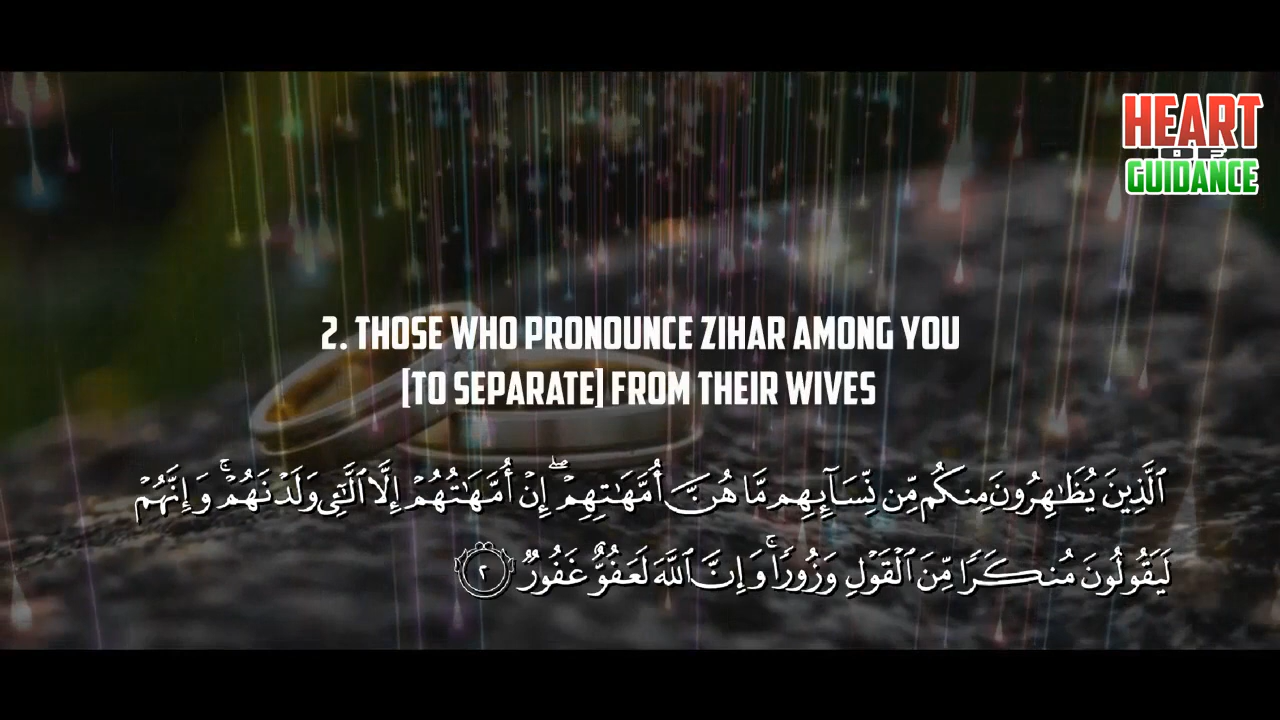 HEART
OF
GUIDANCE
2. THOSE WHO PRONOUNCE ZIHAR AMONG YOU
[TO SEPARATE] FROM THEIR WIVES
ٱلَّذِينَ يُظَٰهِرُونَ مِنكُم مِّن نِّسَآئِهِم مَّا هُنَّ أُمَّهَٰتِهِمْ ۖ إِنْ أُمَّهَٰتُهُمْ إِلَّا ٱلَّٰٓـِٔى وَلَدْنَهُمْ ۚ وَإِنَّهُمْ
لَيَقُولُونَ مُنكَرًا مِّنَ ٱلْقَوْلِ وَزُورًا ۚ وَإِنَّ ٱللَّهَ لَعَفُوٌّ غَفُورٌ ٢